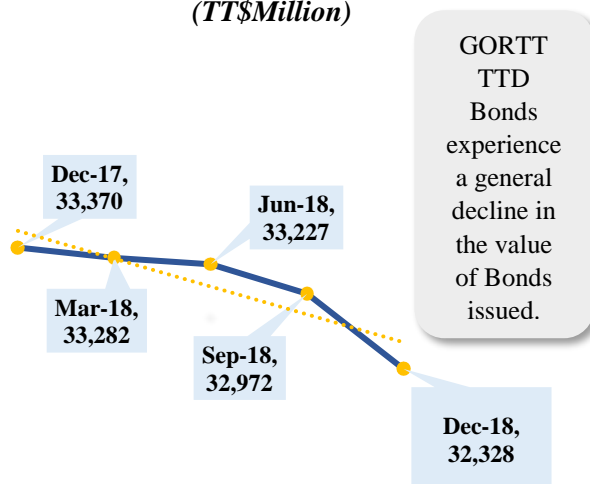 (TT$Million)
GORTT
TTD
Bonds
experience
a general
decline in
the value
of Bonds
issued.
Dec-17,
33,370
Jun-18,
33,227
Mar-18,
33,282
Sep-18,
32,972
Dec-18,
32,328